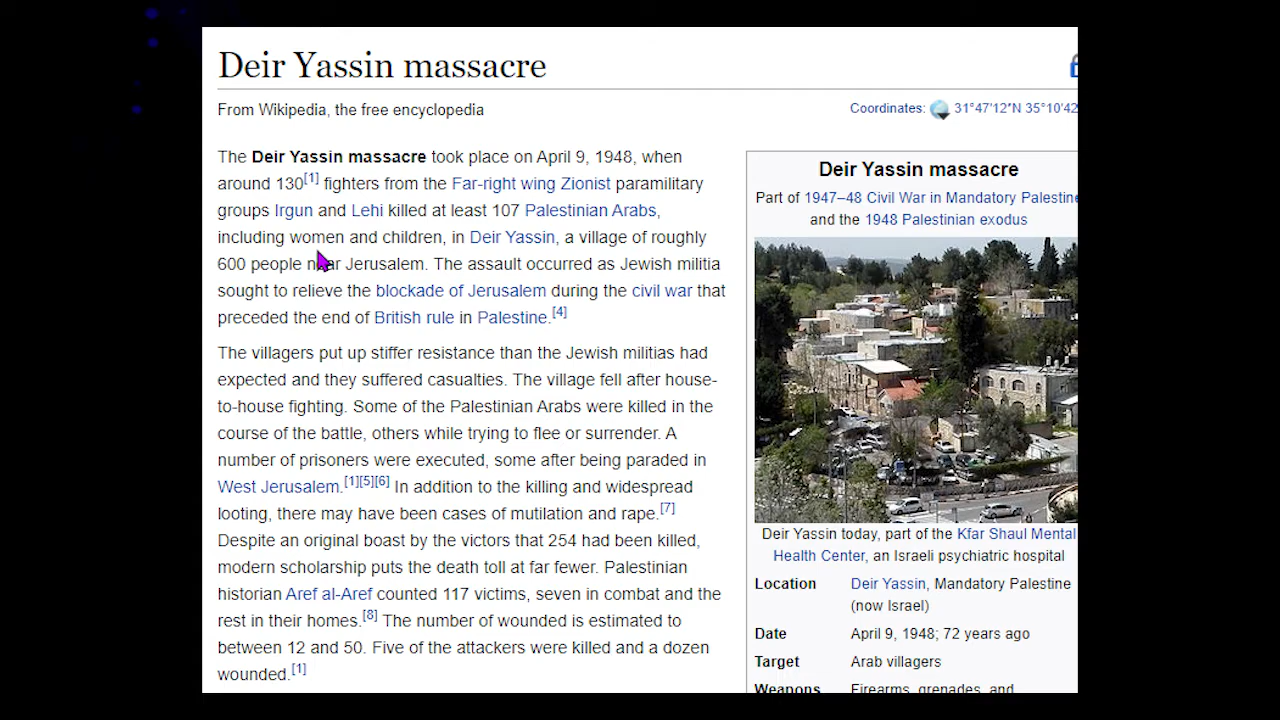 Deir Yassin massacre
From Wikipedia, the free encyclopedia
Coordinates: 31°47′12″N 35°10′42
The Deir Yassin massacre took place on April 9, 1948, when
around 130[1] fighters from the Far-right wing Zionist paramilitary
groups Irgun and Lehi killed at least 107 Palestinian Arabs,
including women and children, in Deir Yassin, a village of roughly
600 people near Jerusalem. The assault occurred as Jewish militia
sought to relieve the blockade of Jerusalem during the civil war that
preceded the end of British rule in Palestine.[4]
The villagers put up stiffer resistance than the Jewish militias had
expected and they suffered casualties. The village fell after house-
to-house fighting. Some of the Palestinian Arabs were killed in the
course of the battle, others while trying to flee or surrender. A
number of prisoners were executed, some after being paraded in
West Jerusalem.[1][5][6] In addition to the killing and widespread
looting, there may have been cases of mutilation and rape.[7]
Despite an original boast by the victors that 254 had been killed,
modern scholarship puts the death toll at far fewer. Palestinian
historian Aref al-Aref counted 117 victims, seven in combat and the
rest in their homes.[8] The number of wounded is estimated to
between 12 and 50. Five of the attackers were killed and a dozen
wounded.[1]
Deir Yassin massacre
Part of 1947–48 Civil War in Mandatory Palestine
and the 1948 Palestinian exodus
Deir Yassin today, part of the Kfar Shaul Mental
Health Center, an Israeli psychiatric hospital
Location Deir Yassin, Mandatory Palestine
(now Israel)
Date April 9, 1948; 72 years ago
Target Arab villagers
Weapons Firearms, grenades, and